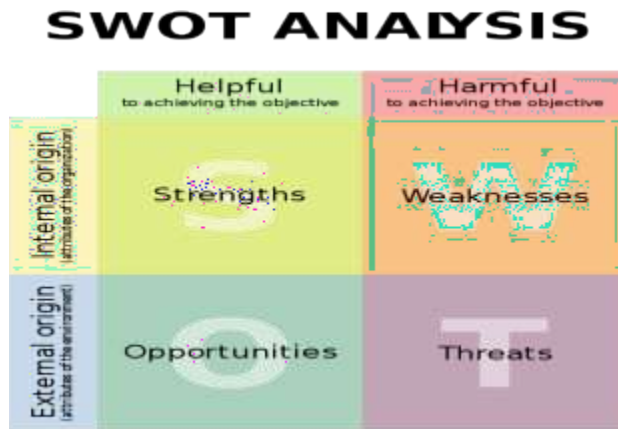 SWOT ANALYSIS
Helpful
to achieving the objective
Harmful
to achieving the objective
Internal origin
(attributes of the organization)
S
Strengths
W
Weaknesses
External origin
(attributes of the environment)
O
Opportunities
T
Threats